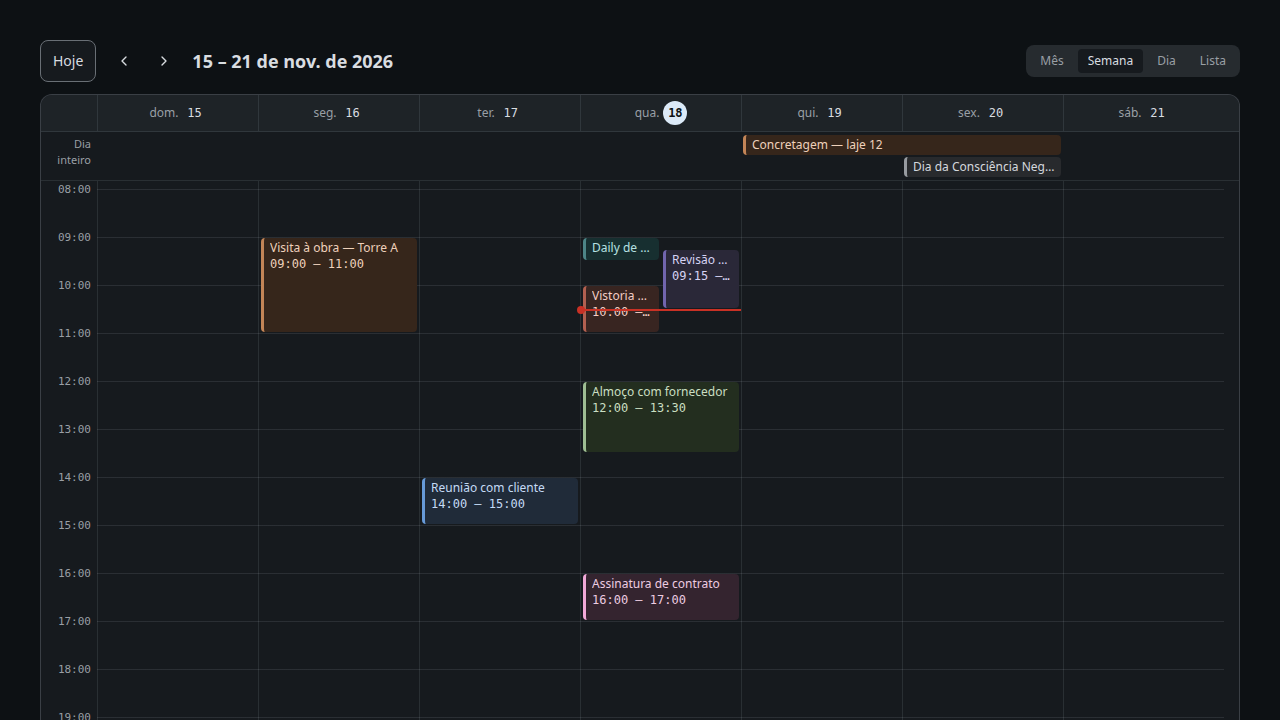 Hoje
15 – 21 de nov. de 2026
Mês Semana Dia Lista
dom. 15 seg. 16 ter. 17 qua. 18 qui. 19 sex. 20 sáb. 21
Dia inteiro
Concretagem — laje 12
Dia da Consciência Neg...
08:00
09:00
Visita à obra — Torre A
09:00 – 11:00
Daily de ...
Revisão ...
09:15 –...
10:00
Vistoria ...
10:00 –...
11:00
12:00
Almoço com fornecedor
12:00 – 13:30
13:00
14:00
Reunião com cliente
14:00 – 15:00
15:00
16:00
Assinatura de contrato
16:00 – 17:00
17:00
18:00
19:00